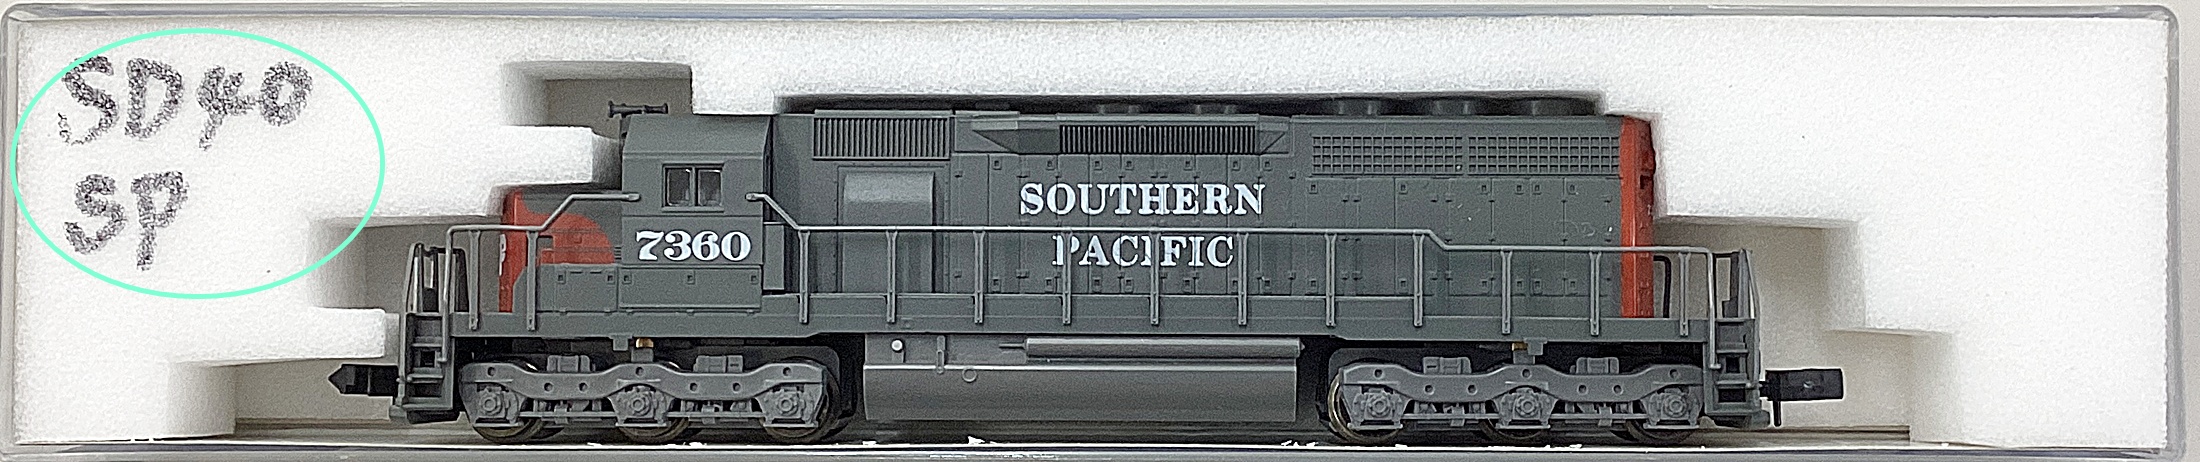 SD40
SP
SOUTHERN
PACIFIC
7360